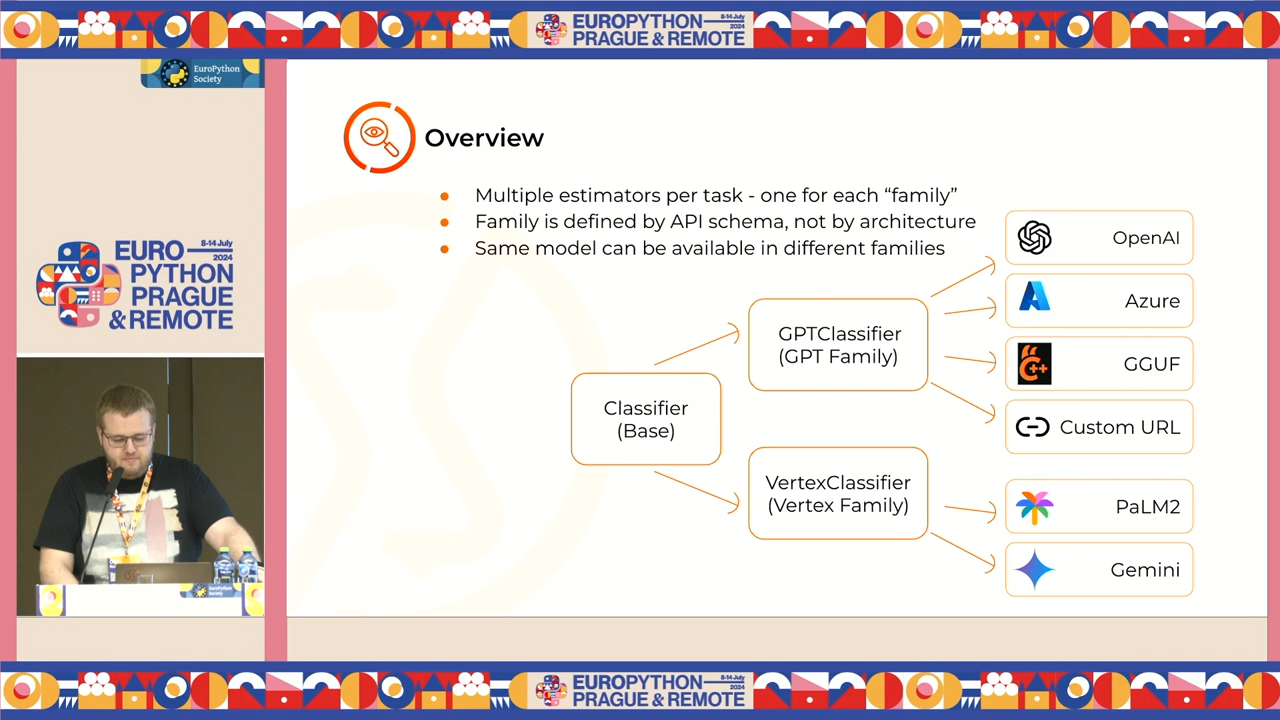 EUROPYTHON
8-14 July
2024
PRAGUE & REMOTE
EuroPython
Society
Overview
Multiple estimators per task - one for each “family”
Family is defined by API schema, not by architecture
Same model can be available in different families
OpenAI
Azure
C++
GGUF
Custom URL
GPTClassifier
(GPT Family)
Classifier
(Base)
VertexClassifier
(Vertex Family)
PaLM2
Gemini
EURO
8-14 July
2024
PYTHON
PRAGUE
& REMOTE
EuroPython
Society
EUROPYTHON
8-14 July
2024
PRAGUE & REMOTE